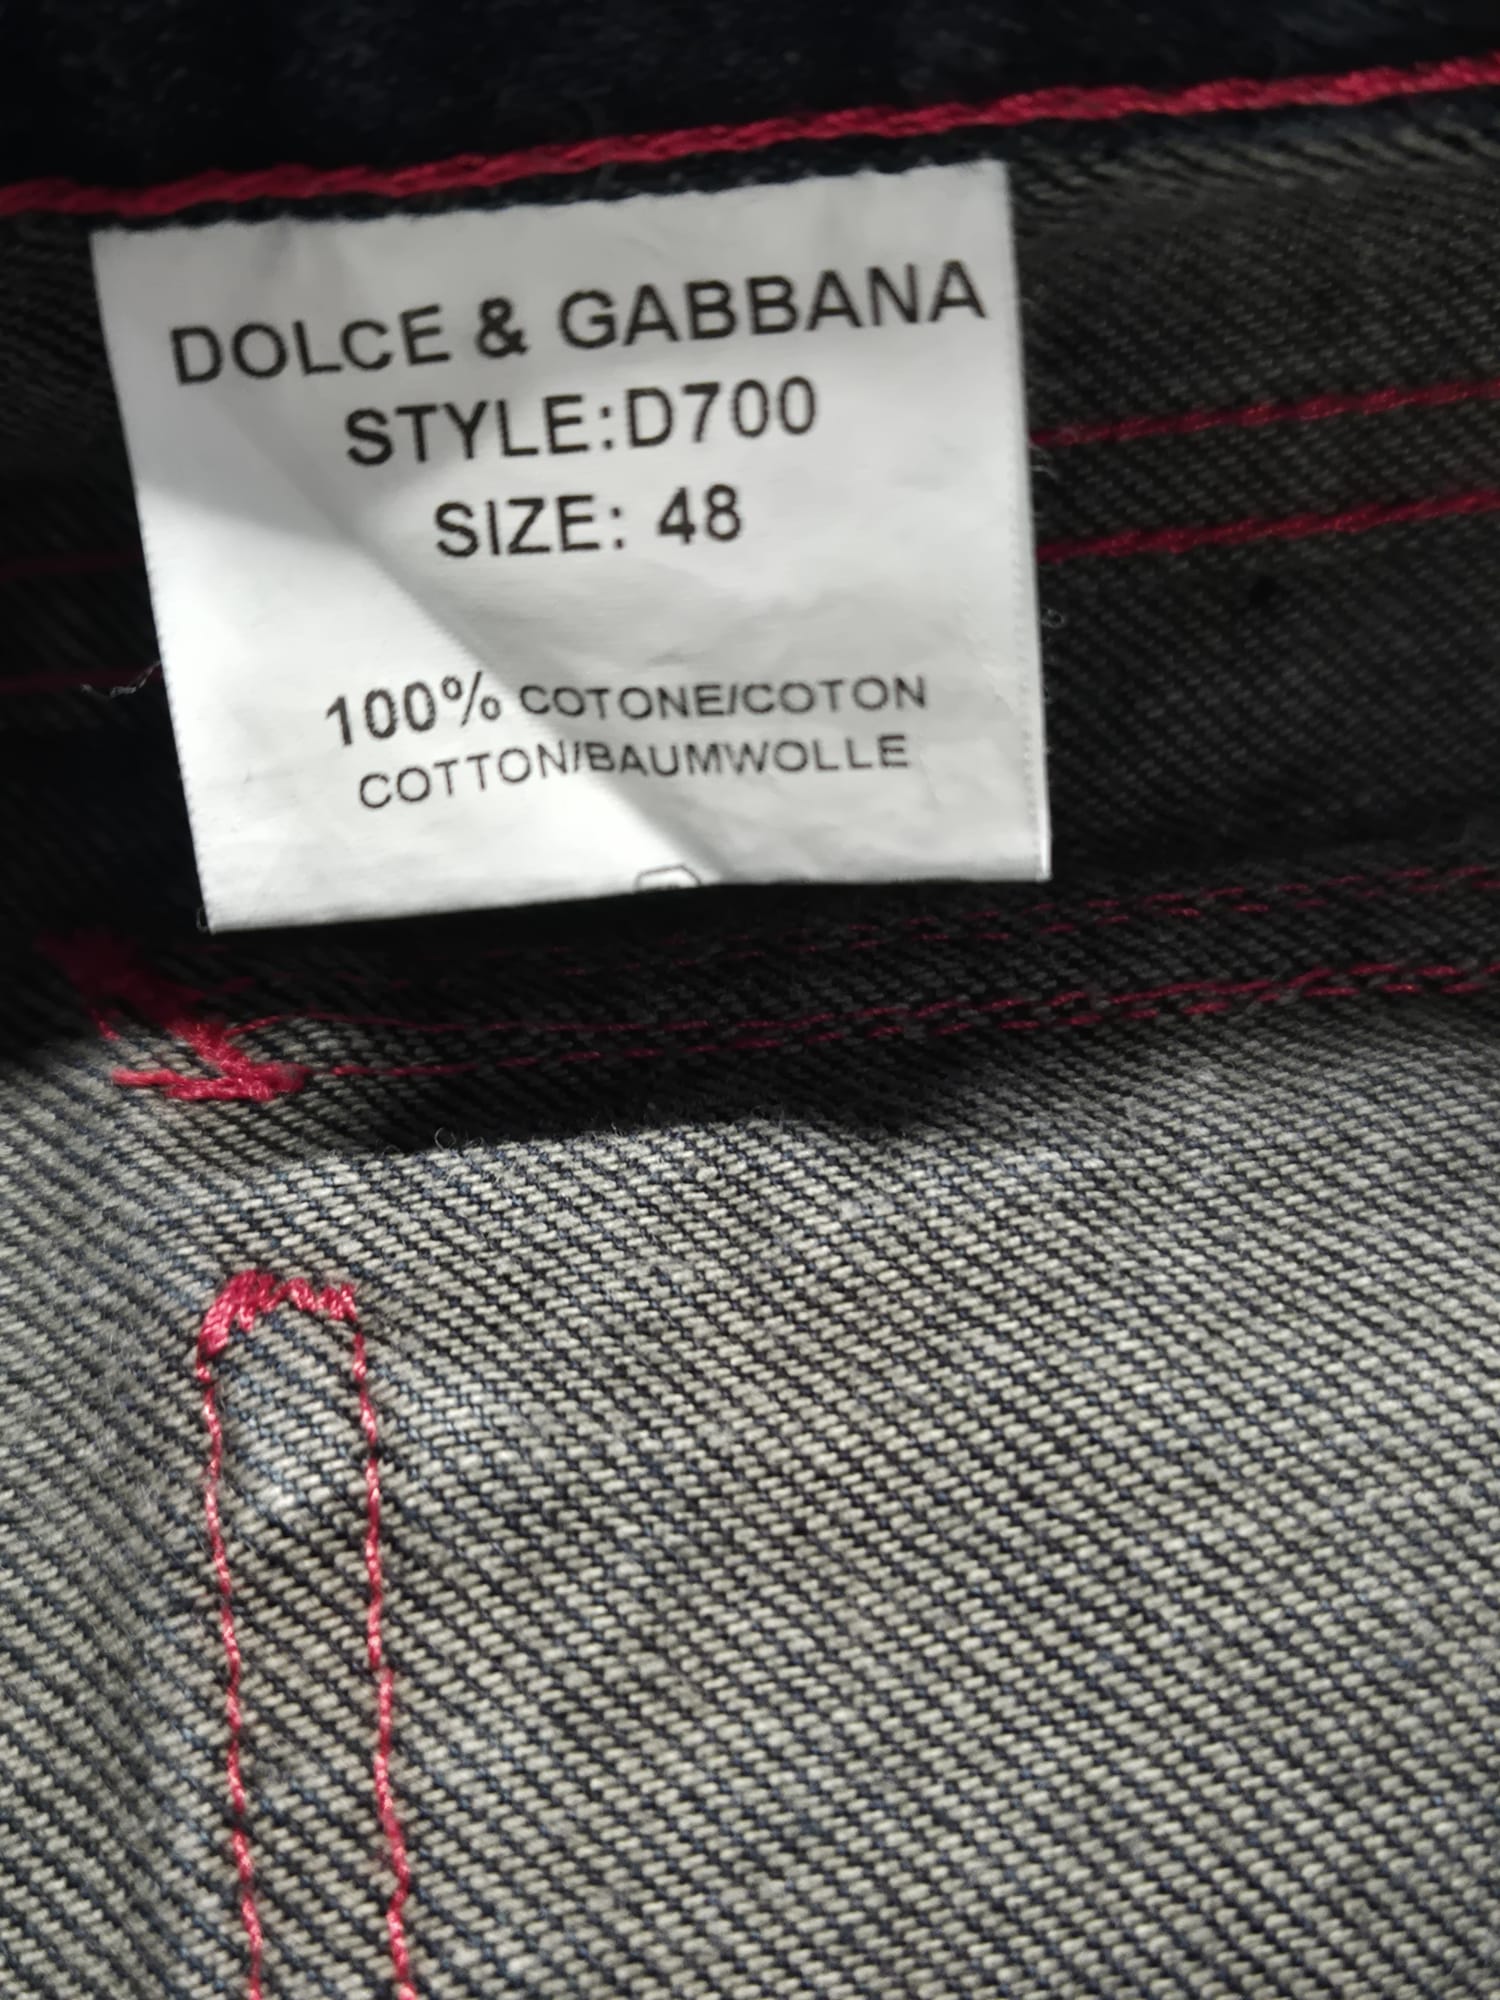 DOLCE & GABBANA
STYLE:D700
SIZE: 48
100% COTONE/COTON
COTTON/BAUMWOLLE